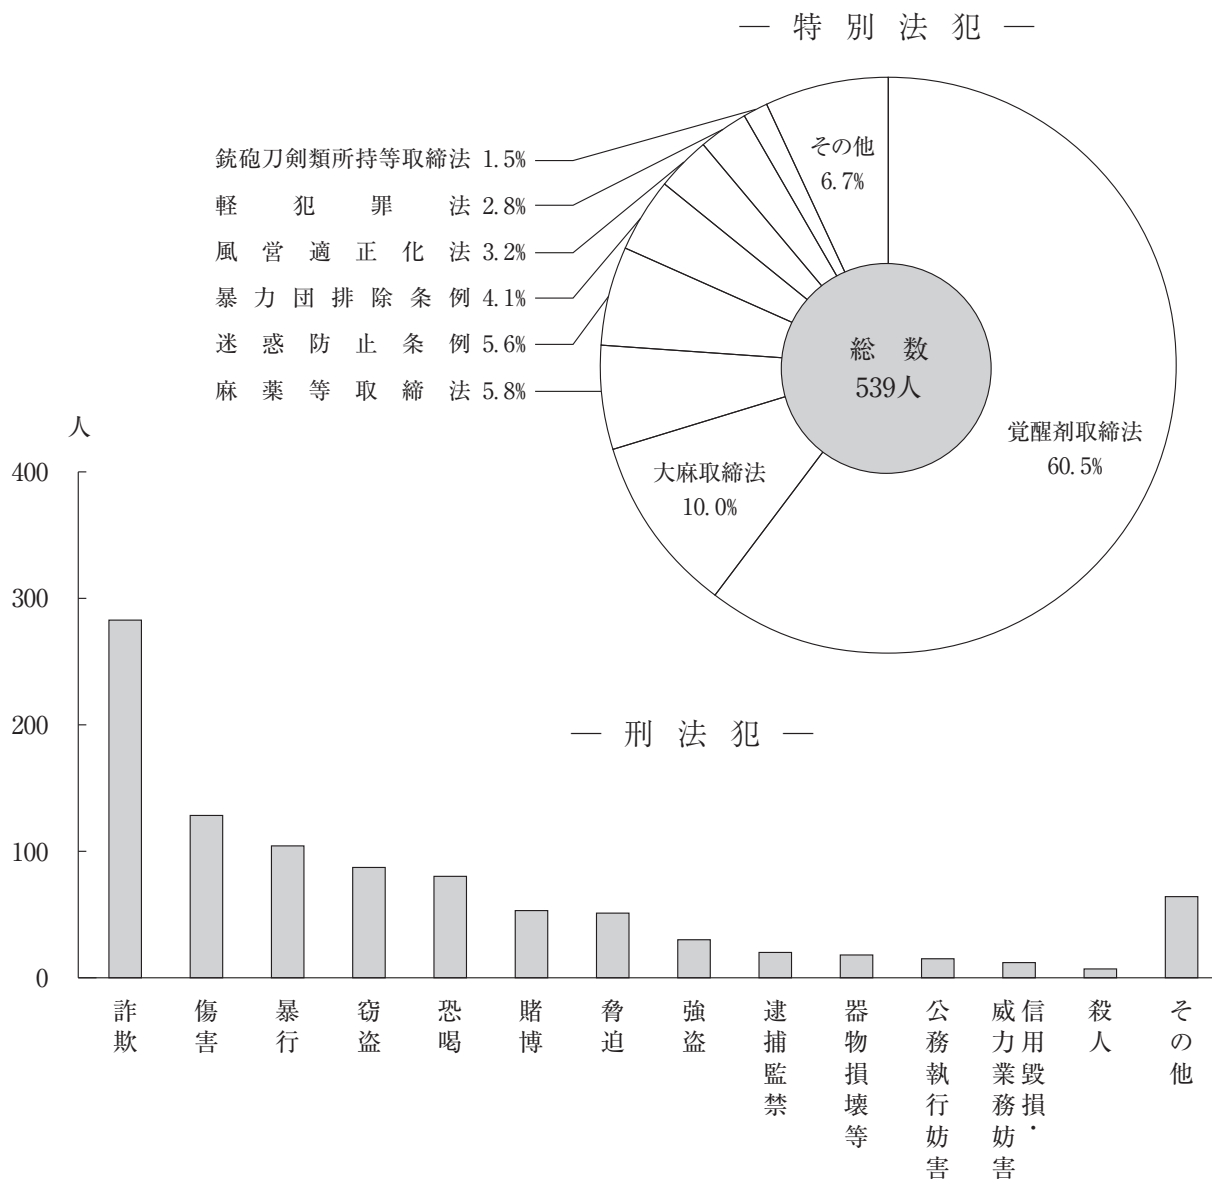 — 特別法犯 —
銃砲刀剣類所持等取締法 1.5%
軽犯罪法 2.8%
風営適正化法 3.2%
暴力団排除条例 4.1%
迷惑防止条例 5.6%
麻薬等取締法 5.8%
その他
6.7%
総数
539人
覚醒剤取締法
60.5%
大麻取締法
10.0%
人
400
300
200
100
0
— 刑法犯 —
詐欺
傷害
暴行
窃盗
恐喝
賭博
脅迫
強盗
逮捕監禁
器物損壊等
公務執行妨害
信用毀損・
威力業務妨害
殺人
その他